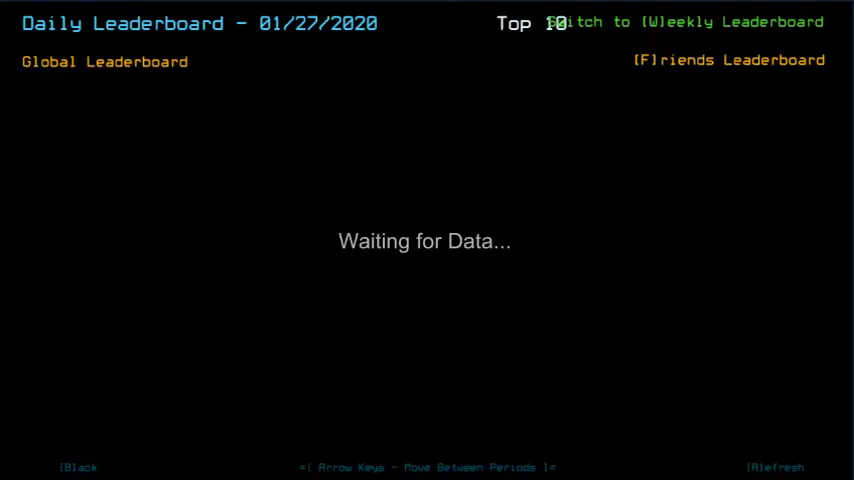 Daily Leaderboard - 01/27/2020
Top 10
Switch to [W]eekly Leaderboard
Global Leaderboard
[F]riends Leaderboard
Waiting for Data...
[B]ack
=[ Arrow Keys - Move Between Periods ]=
[R]efresh